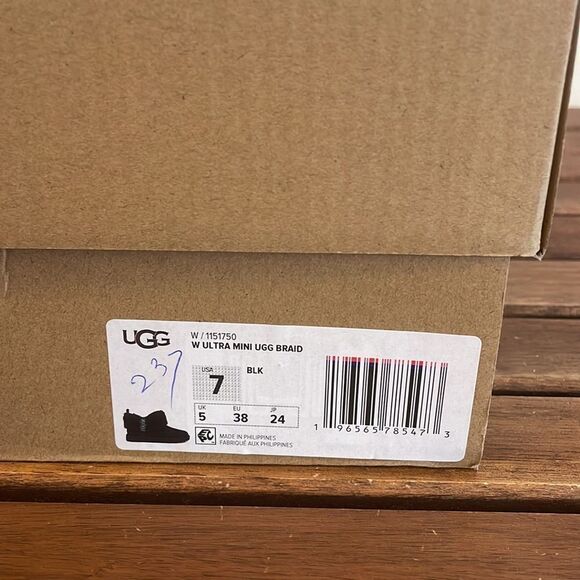 UGG
W / 1151750
W ULTRA MINI UGG BRAID
237
USA
7
BLK
UK EU JP
5 38 24
MADE IN PHILIPPINES
FABRIQUÉ AUX PHILIPPINES
1 96565 78547 3